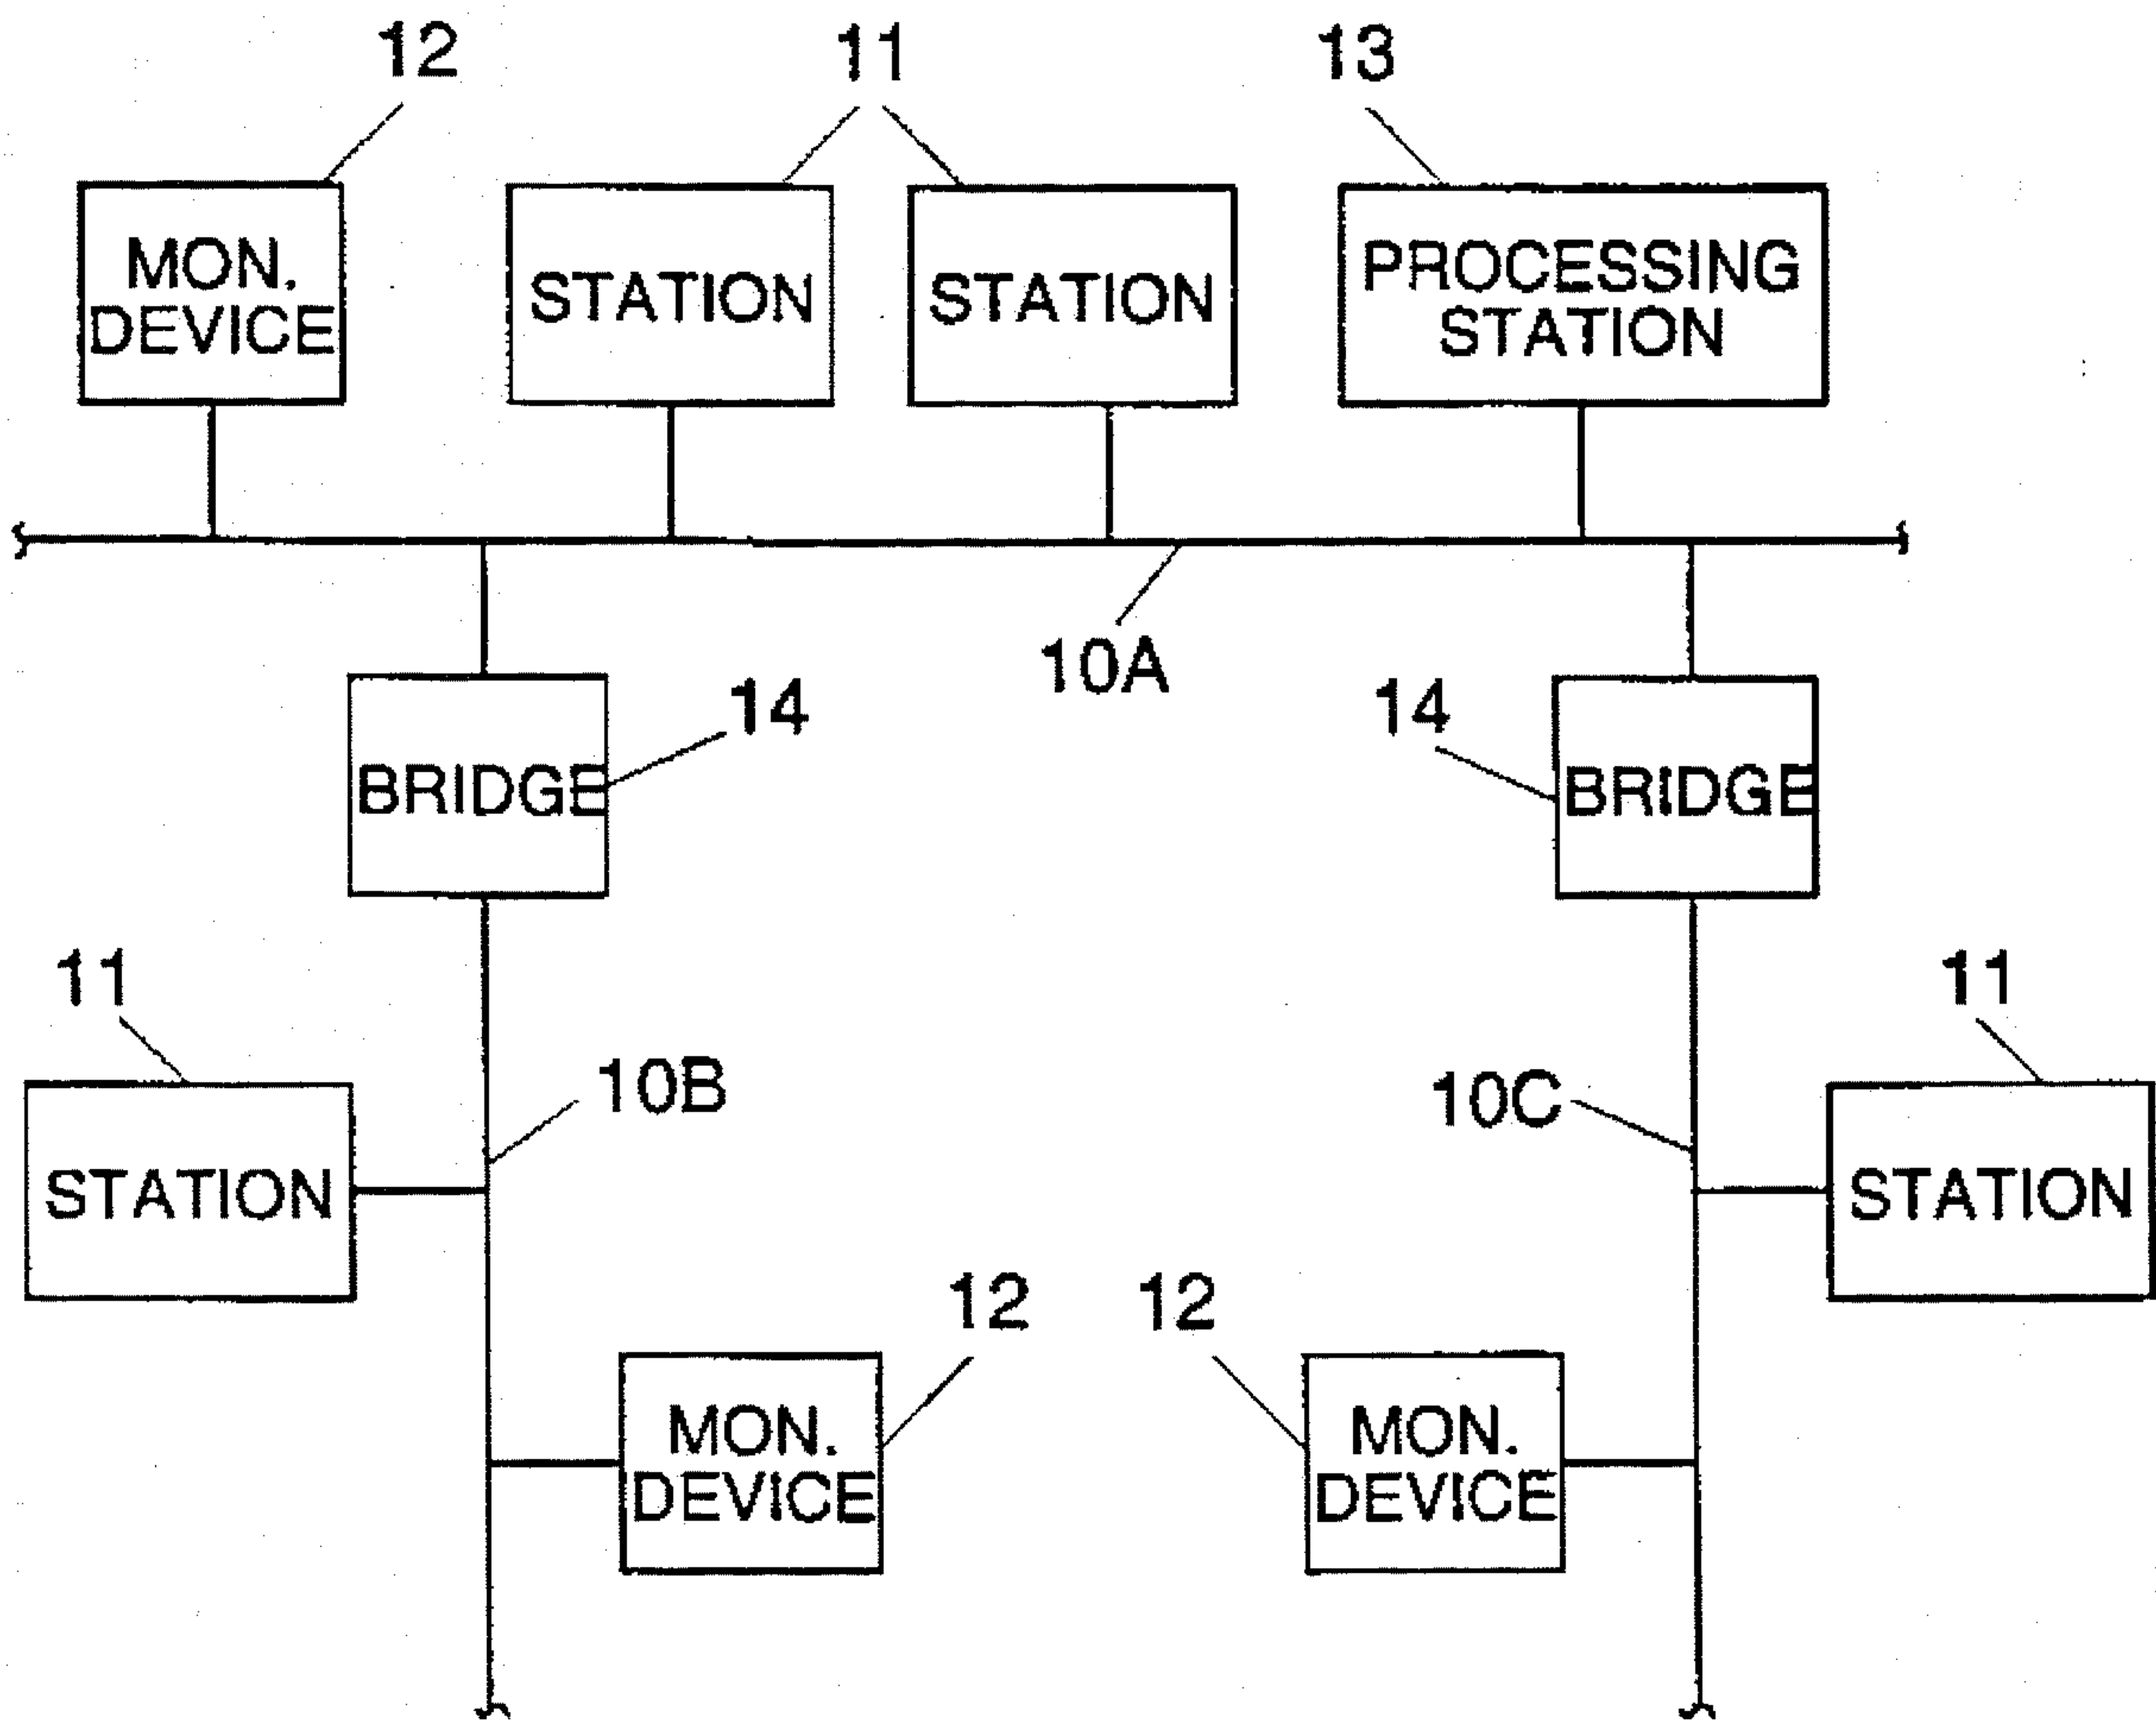 12
11
13
MON.
DEVICE
STATION
STATION
PROCESSING
STATION
10A
14
14
BRIDGE
BRIDGE
11
11
10B
10C
STATION
STATION
12
12
MON.
DEVICE
MON.
DEVICE